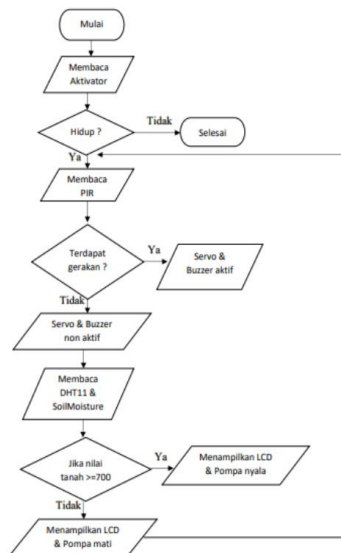 Mulai
Membaca
Aktivator
Hidup ?
Tidak
Selesai
Ya
Membaca
PIR
Terdapat
gerakan ?
Ya
Servo &
Buzzer aktif
Tidak
Servo & Buzzer
non aktif
Membaca
DHT11 &
SoilMoisture
Jika nilai
tanah >=700
Ya
Menampilkan LCD
& Pompa nyala
Tidak
Menampilkan LCD
& Pompa mati